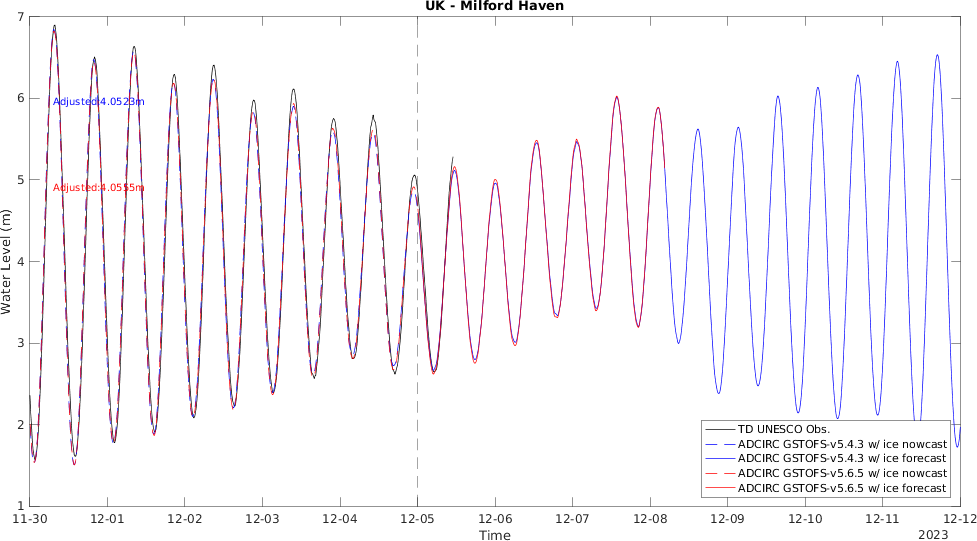 UK - Milford Haven
7
6
5
4
3
2
1
Water Level (m)
Adjusted:4.0523m
Adjusted:4.0555m
TD UNESCO Obs.
ADCIRC GSTOFS-v5.4.3 w/ ice nowcast
ADCIRC GSTOFS-v5.4.3 w/ ice forecast
ADCIRC GSTOFS-v5.6.5 w/ ice nowcast
ADCIRC GSTOFS-v5.6.5 w/ ice forecast
11-30 12-01 12-02 12-03 12-04 12-05 12-06 12-07 12-08 12-09 12-10 12-11 12-12
Time
2023